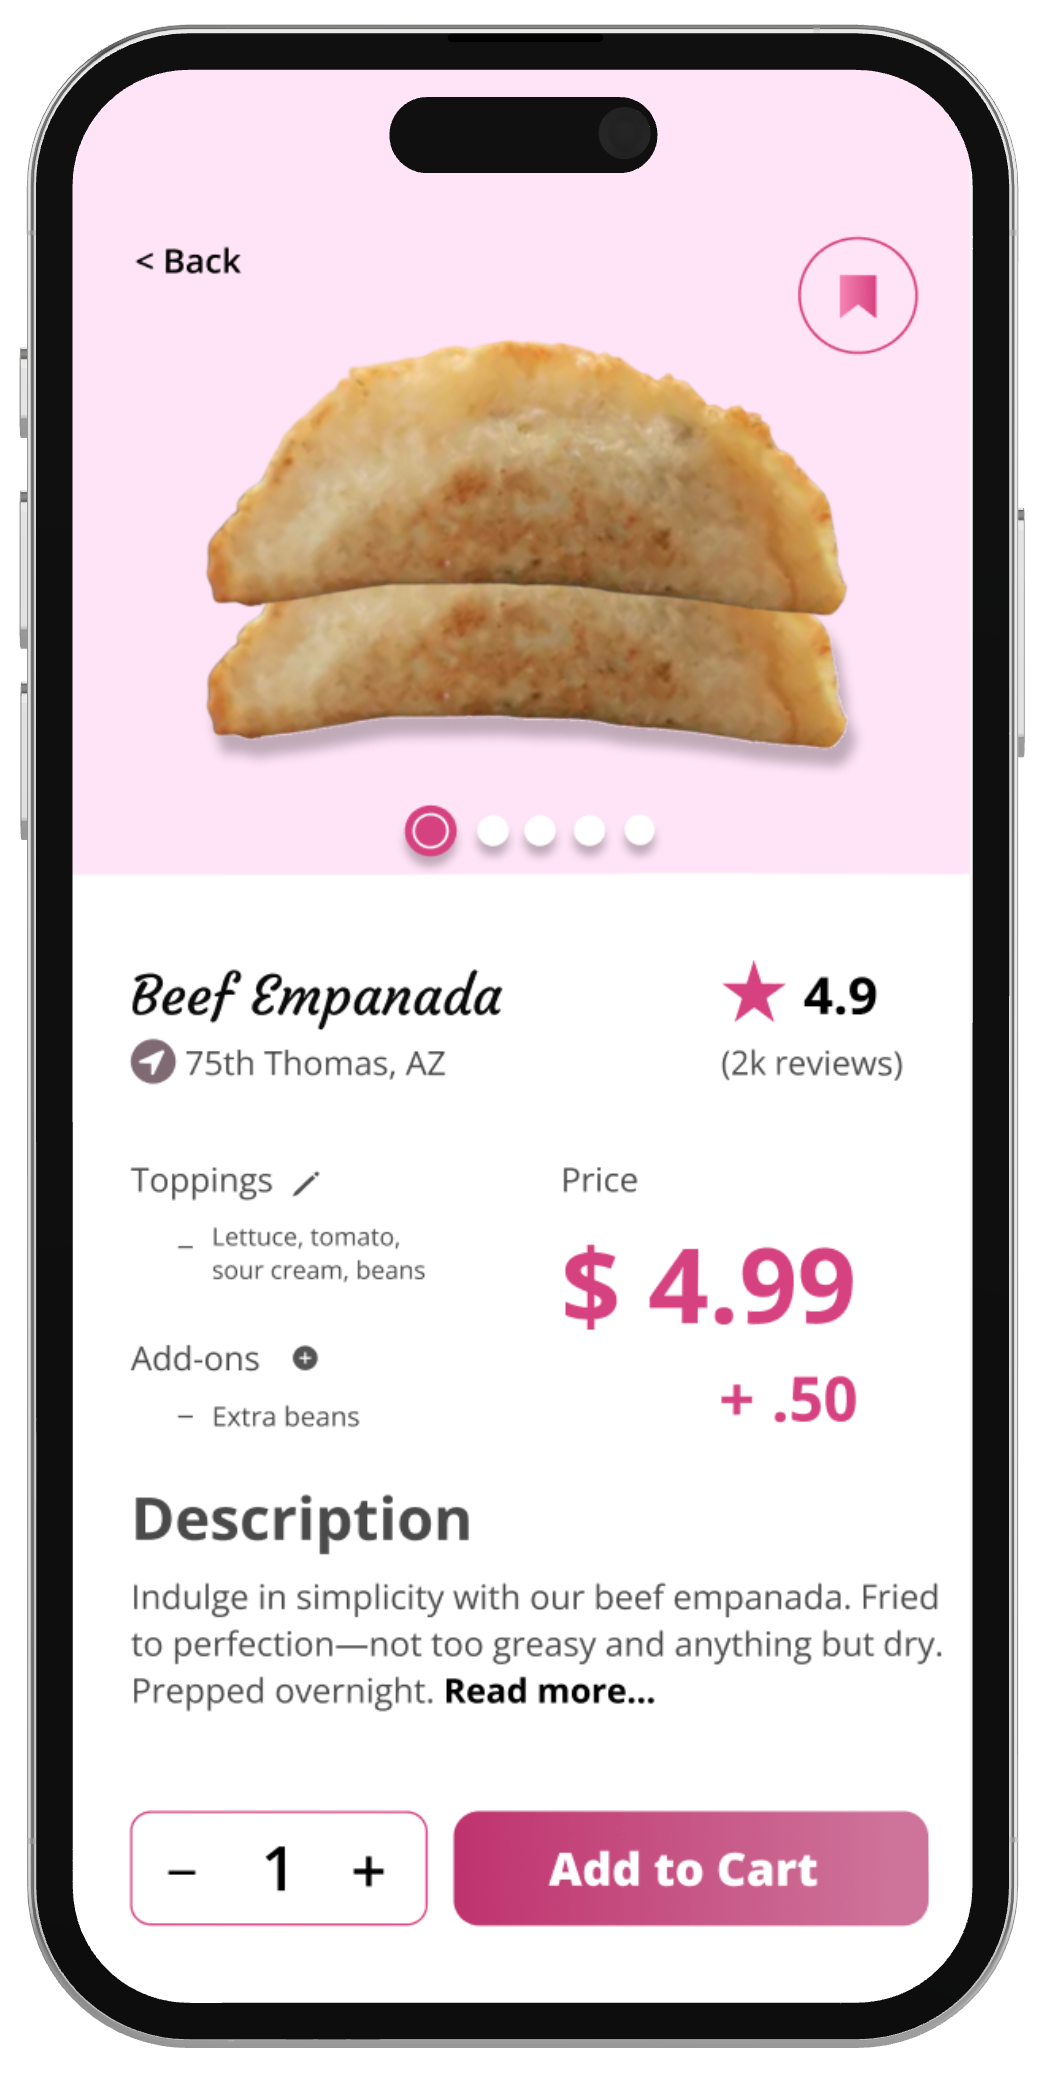 < Back
Beef Empanada
4.9
75th Thomas, AZ
(2k reviews)
Toppings
Price
– Lettuce, tomato,
sour cream, beans
$ 4.99
Add-ons
+ .50
– Extra beans
Description
Indulge in simplicity with our beef empanada. Fried
to perfection—not too greasy and anything but dry.
Prepped overnight. Read more...
– 1 +
Add to Cart